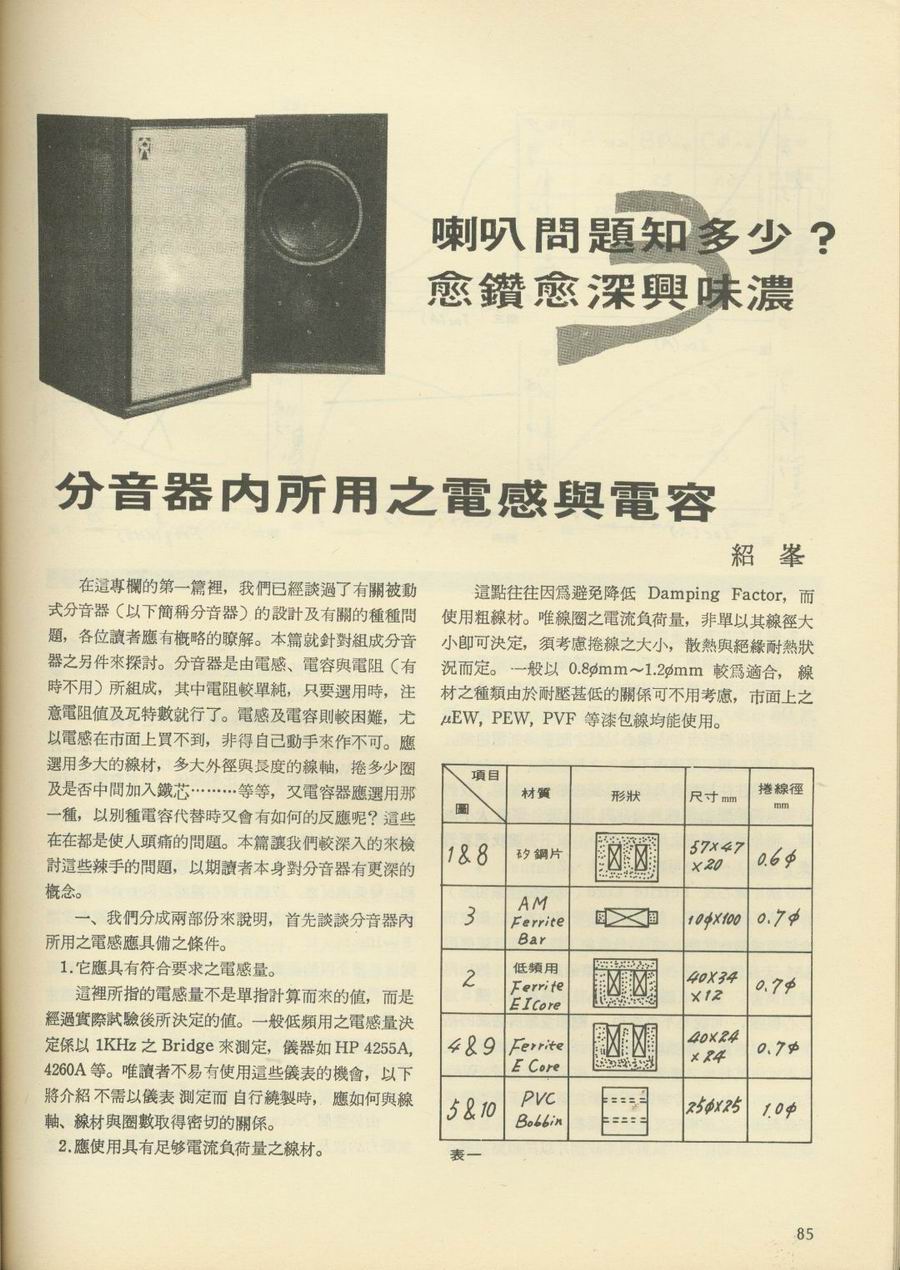 喇叭問題知多少？
愈鑽愈深興味濃
3
分音器內所用之電感與電容
紹 峯
在這專欄的第一篇裡，我們已經談過了有關被動
式分音器（以下簡稱分音器）的設計及有關的種種問
題，各位讀者應有概略的瞭解。本篇就針對組成分音
器之另件來探討。分音器是由電感、電容與電阻（有
時不用）所組成，其中電阻較單純，只要選用時，注
意電阻值及瓦特數就行了。電感及電容則較困難，尤
以電感在市面上買不到，非得自己動手來作不可。應
選用多大的線材，多大外徑與長度的線軸，捲多少圈
及是否中間加入鐵芯………等等，又電容器應選用那
一種，以別種電容代替時又會有如何的反應呢？這些
在在都是使人頭痛的問題。本篇讓我們較深入的來檢
討這些辣手的問題，以期讀者本身對分音器有更深的
概念。
一、我們分成兩部份來說明，首先談談分音器內
所用之電感應具備之條件。
1.它應具有符合要求之電感量。
這裡所指的電感量不是單指計算而來的值，而是
經過實際試驗後所決定的值。一般低頻用之電感量決
定係以 1KHz 之 Bridge 來測定，儀器如 HP 4255A,
4260A 等。唯讀者不易有使用這些儀表的機會，以下
將介紹不需以儀表測定而自行繞製時，應如何與線
軸、線材與圈數取得密切的關係。
2.應使用具有足够電流負荷量之線材。
這點往往因爲避免降低 Damping Factor，而
使用粗線材。唯線圈之電流負荷量，非單以其線徑大
小卽可決定，須考慮捲線之大小，散熱與絕緣耐熱狀
況而定。一般以 0.8ømm～1.2ømm 較爲適合，線
材之種類由於耐壓甚低的關係可不用考慮，市面上之
μEW, PEW, PVF 等漆包線均能使用。
項目
圖
材質
形狀
尺寸mm
捲線徑
mm
1&8
矽鋼片
57×47
×20
0.6ϕ
3
AM
Ferrite
Bar
10ϕ×100
0.7ϕ
2
低頻用
Ferrite
EICore
40×34
×12
0.7ϕ
4&9
Ferrite
E Core
40×24
×24
0.7ϕ
5&10
PVC
Bobbin
25ϕ×25
1.0ϕ
表一
85